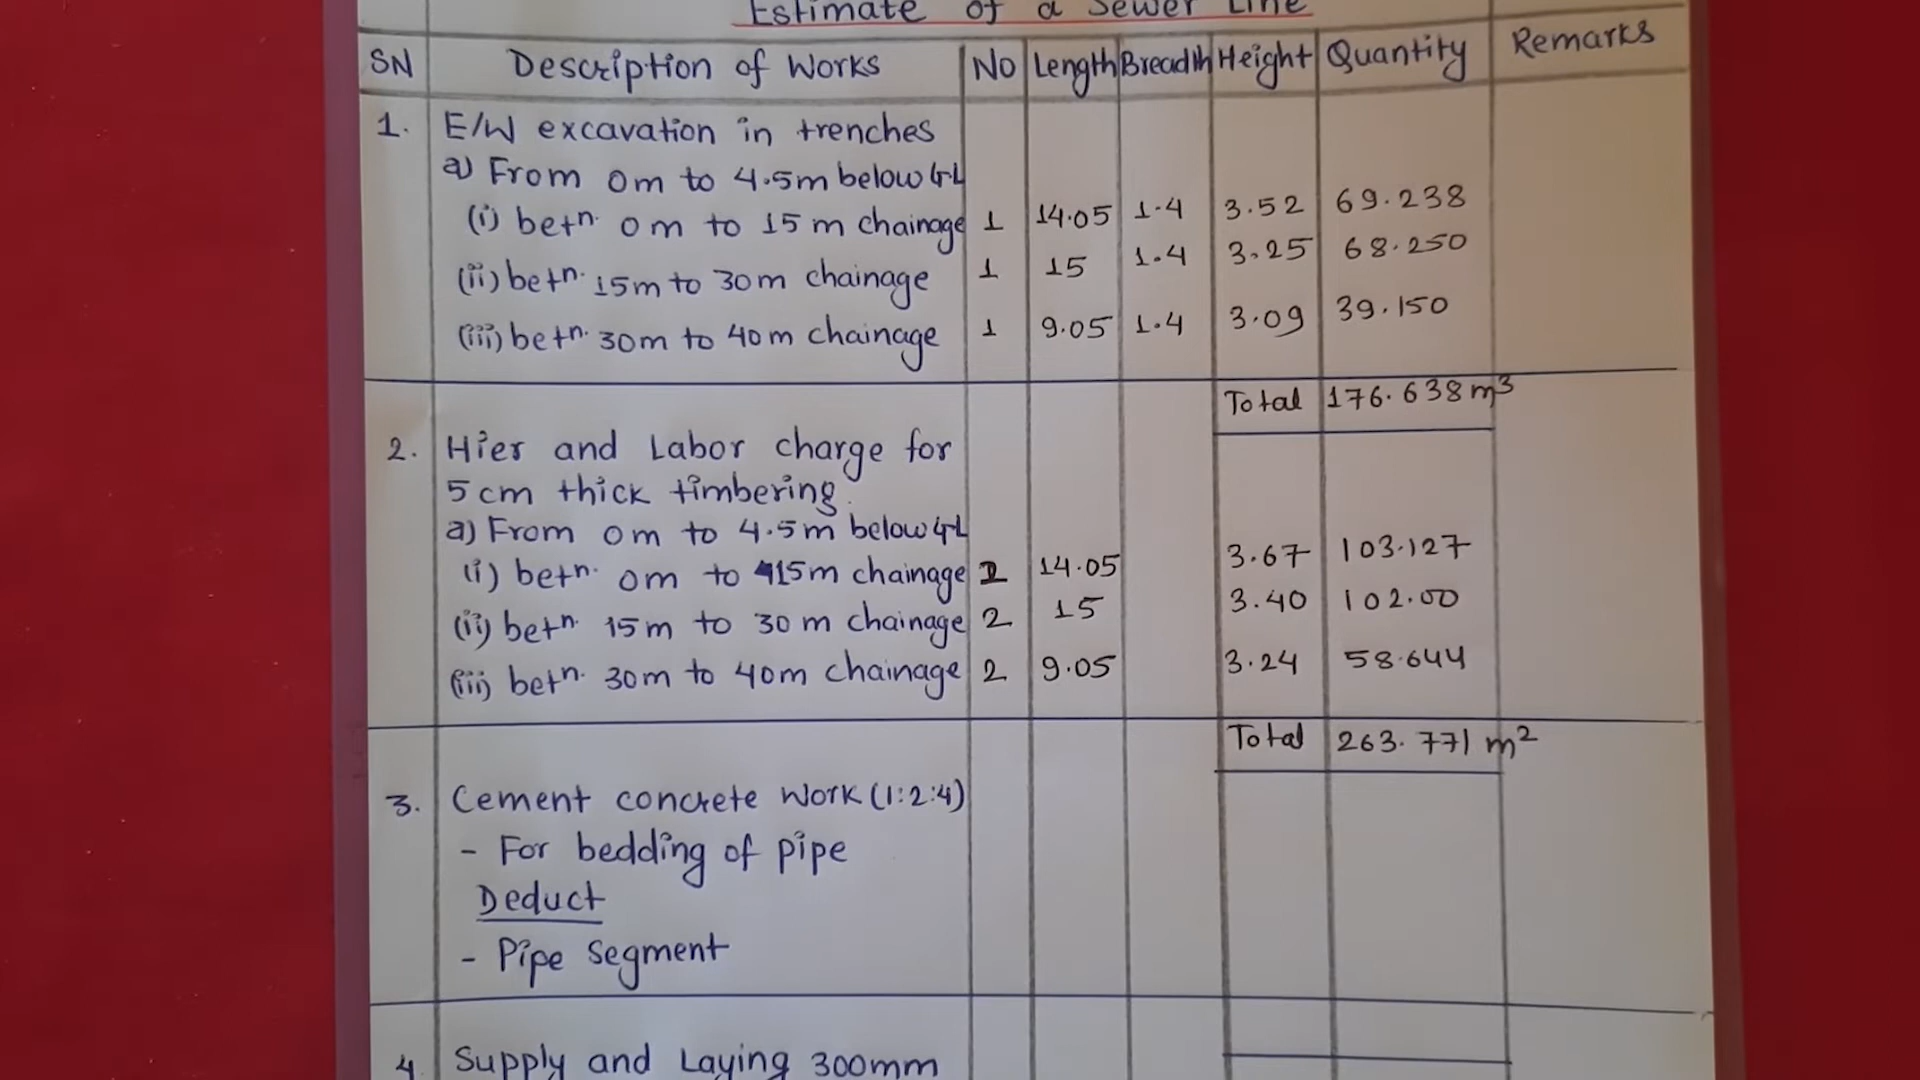 Estimate of a Sewer Line
SN Description of Works No Length Breadth Height Quantity Remarks
1. E/W excavation in trenches
a) From 0m to 4.5m below GL
(i) betn. 0m to 15m chainage 1 14.05 1.4 3.52 69.238
(ii) betn. 15m to 30m chainage 1 15 1.4 3.25 68.250
(iii) betn. 30m to 40m chainage 1 9.05 1.4 3.09 39.150
Total 176.638 m³
2. Hier and Labor charge for
5cm thick timbering.
a) From 0m to 4.5m below GL
(i) betn. 0m to 15m chainage 2 14.05 3.67 103.127
(ii) betn. 15m to 30m chainage 2 15 3.40 102.00
(iii) betn. 30m to 40m chainage 2 9.05 3.24 58.644
Total 263.771 m²
3. Cement concrete Work (1:2:4)
- For bedding of pipe
Deduct
- Pipe segment
4. Supply and Laying 300mm